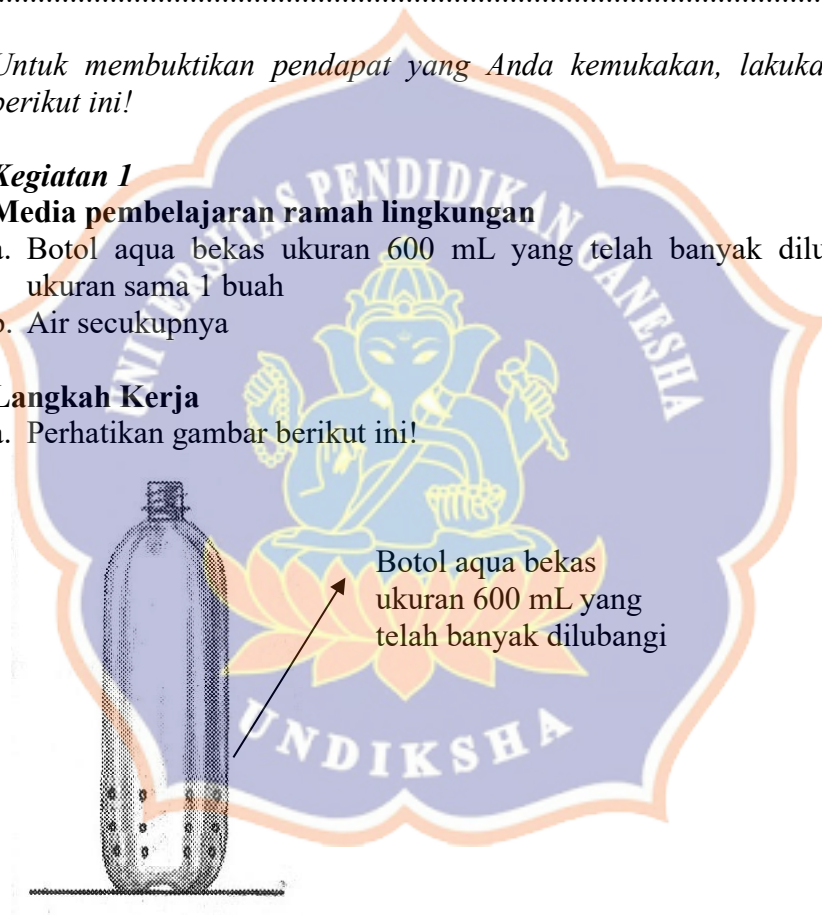 Untuk membuktikan pendapat yang Anda kemukakan, lakuka
berikut ini!
Kegiatan 1
Media pembelajaran ramah lingkungan
a. Botol aqua bekas ukuran 600 mL yang telah banyak dilu
ukuran sama 1 buah
b. Air secukupnya
Langkah Kerja
a. Perhatikan gambar berikut ini!
Botol aqua bekas
ukuran 600 mL yang
telah banyak dilubangi
UNIVERSITAS PENDIDIKAN GANESHA
UNDIKSHA